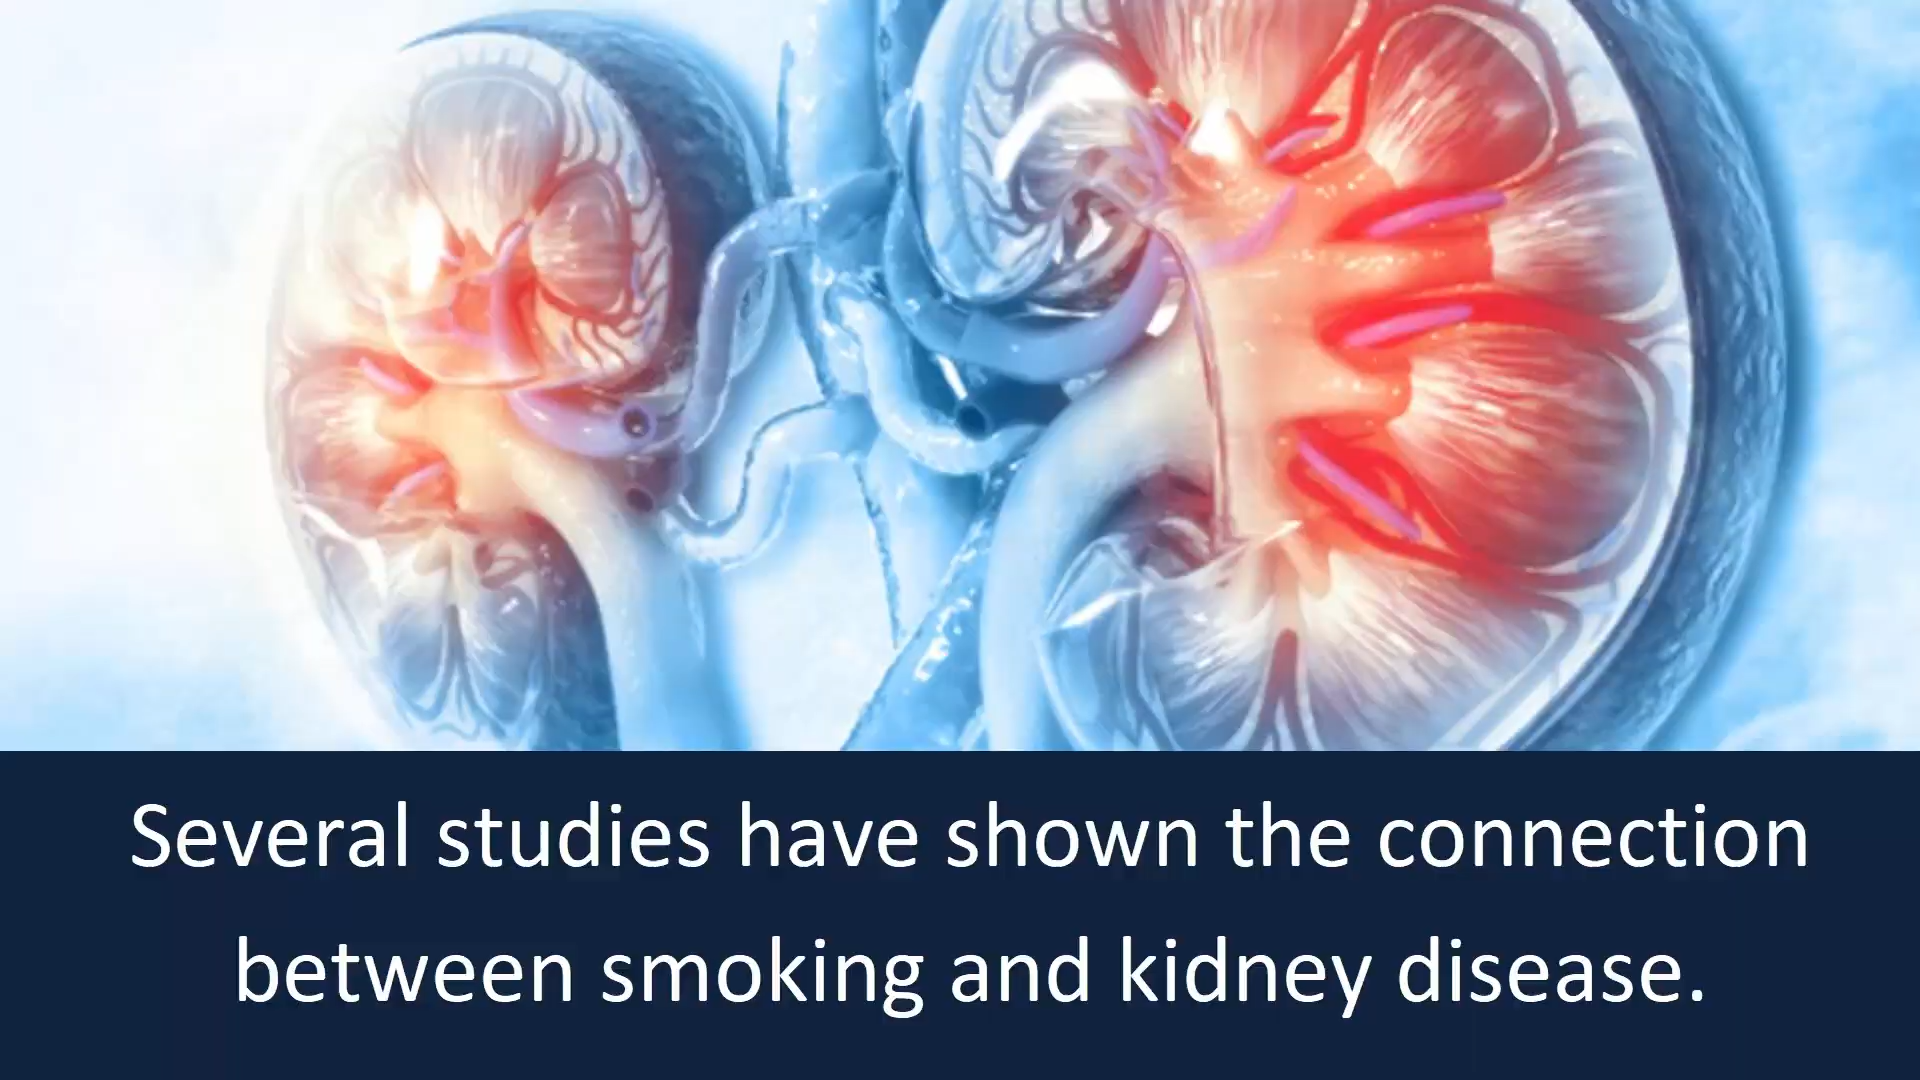 Several studies have shown the connection
between smoking and kidney disease.